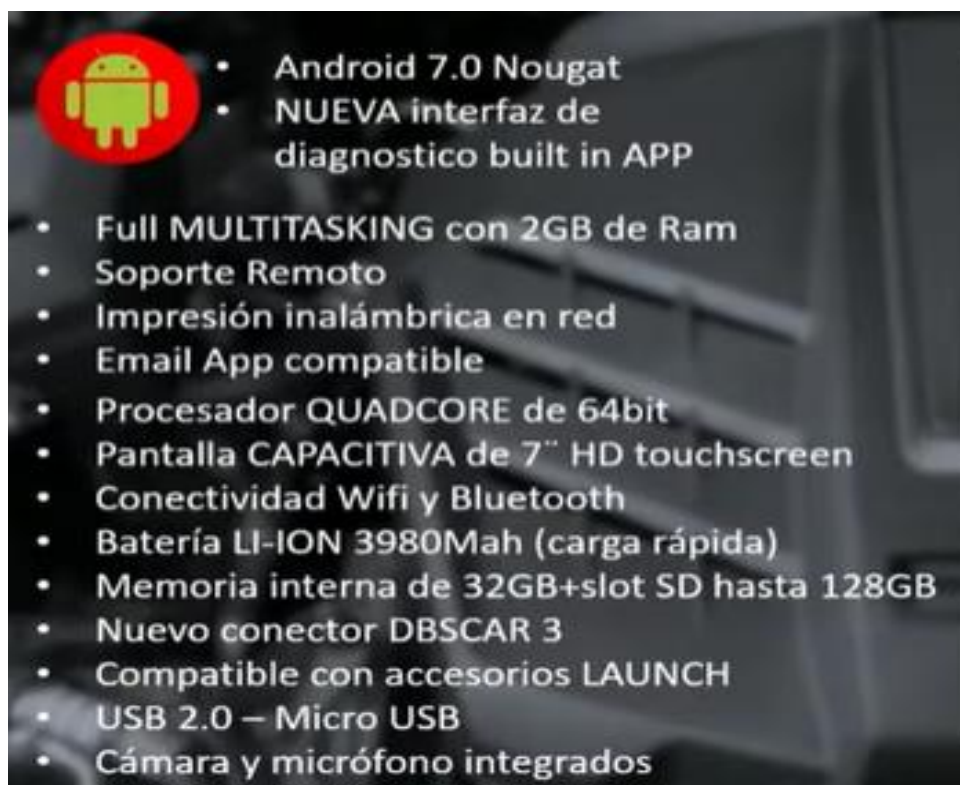 • Android 7.0 Nougat
• NUEVA interfaz de
diagnostico built in APP
• Full MULTITASKING con 2GB de Ram
• Soporte Remoto
• Impresión inalámbrica en red
• Email App compatible
• Procesador QUADCORE de 64bit
• Pantalla CAPACITIVA de 7¨ HD touchscreen
• Conectividad Wifi y Bluetooth
• Batería LI-ION 3980Mah (carga rápida)
• Memoria interna de 32GB+slot SD hasta 128GB
• Nuevo conector DBSCAR 3
• Compatible con accesorios LAUNCH
• USB 2.0 – Micro USB
• Cámara y micrófono integrados